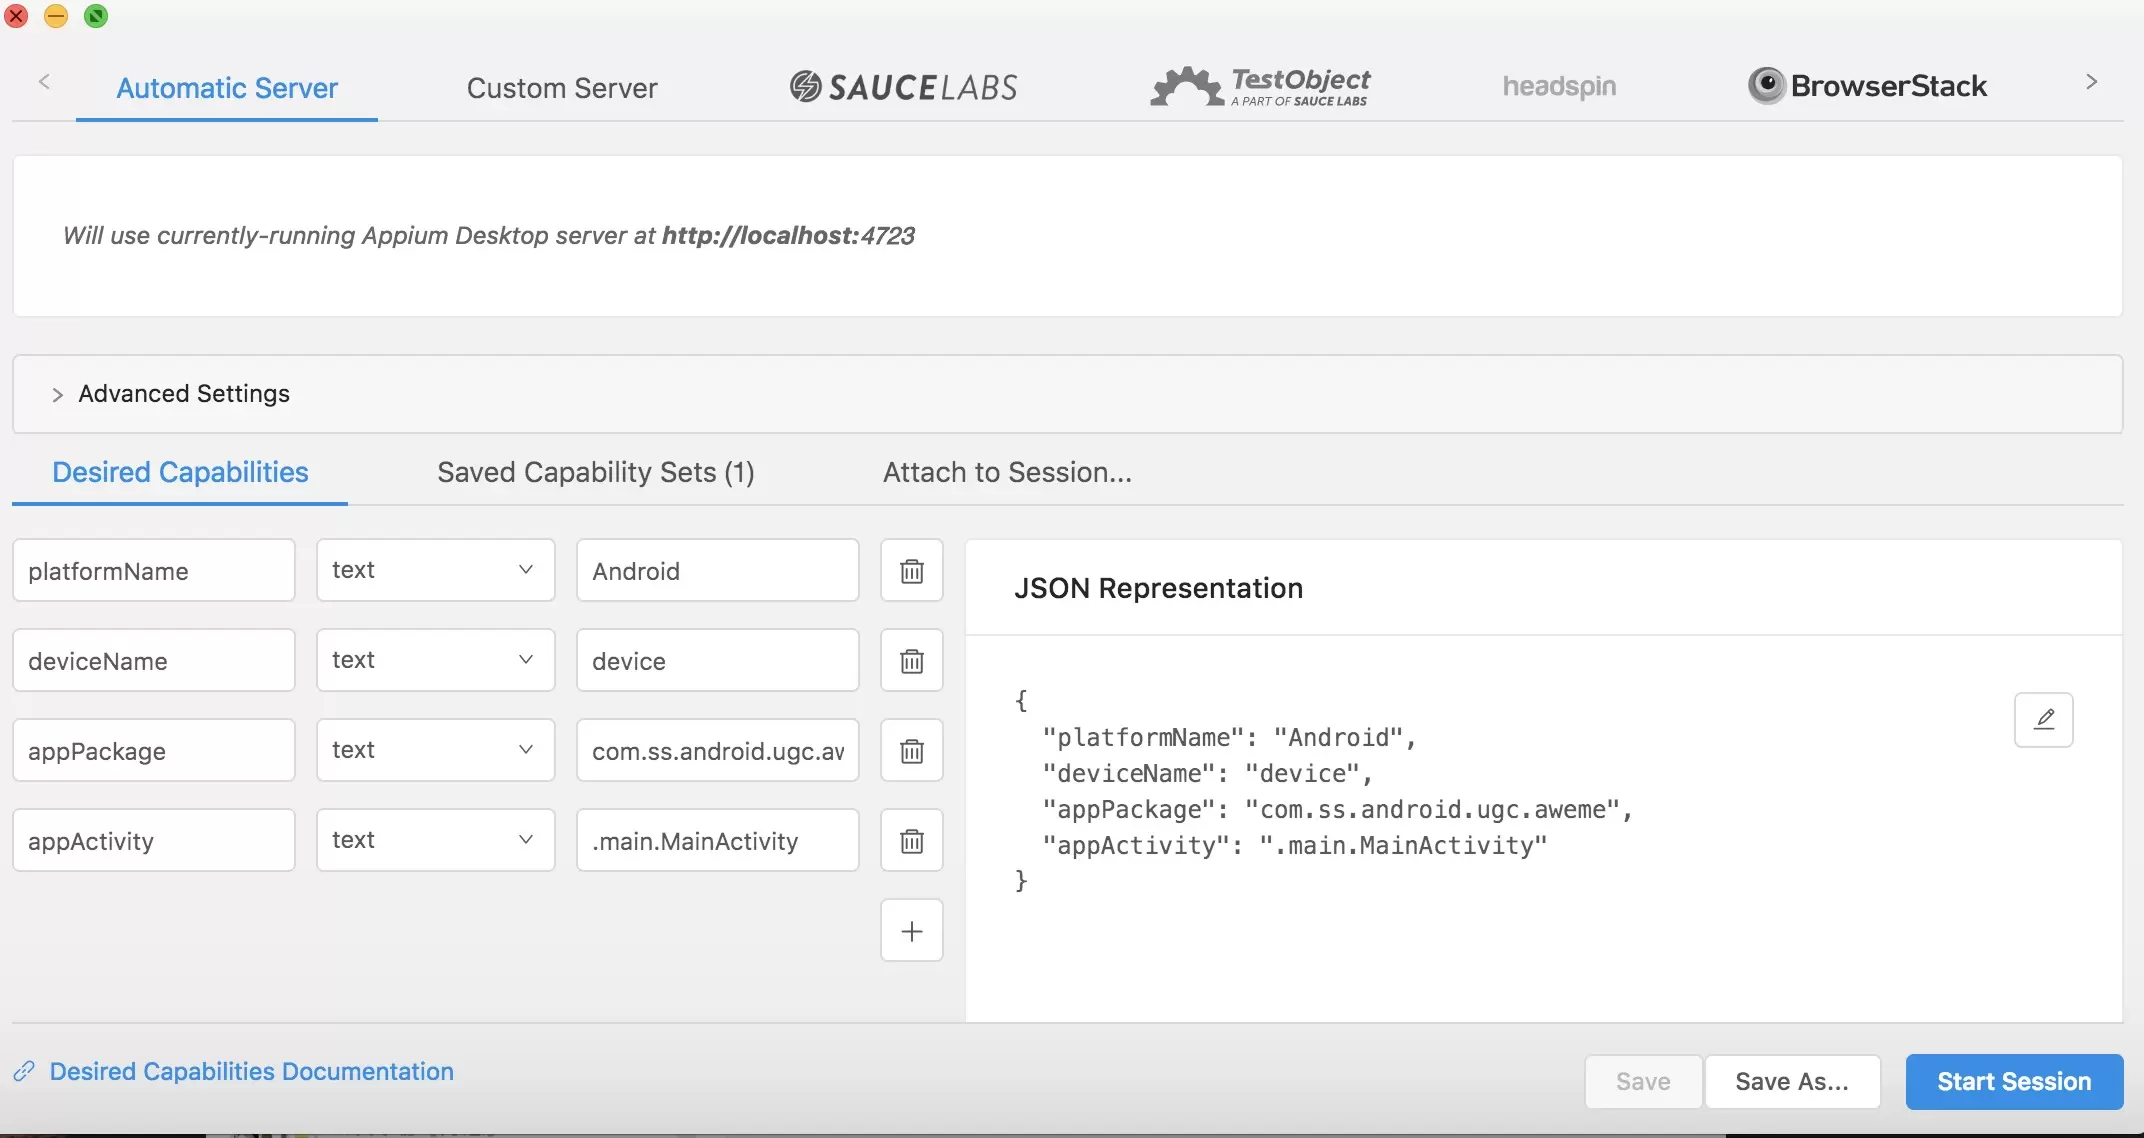 Automatic Server
Custom Server
SAUCELABS
TestObject
A PART OF SAUCE LABS
headspin
BrowserStack
Will use currently-running Appium Desktop server at http://localhost:4723
Advanced Settings
Desired Capabilities
Saved Capability Sets (1)
Attach to Session...
platformName
text
Android
deviceName
text
device
appPackage
text
com.ss.android.ugc.aw
appActivity
text
.main.MainActivity
JSON Representation
{
"platformName": "Android",
"deviceName": "device",
"appPackage": "com.ss.android.ugc.aweme",
"appActivity": ".main.MainActivity"
}
Desired Capabilities Documentation
Save
Save As...
Start Session